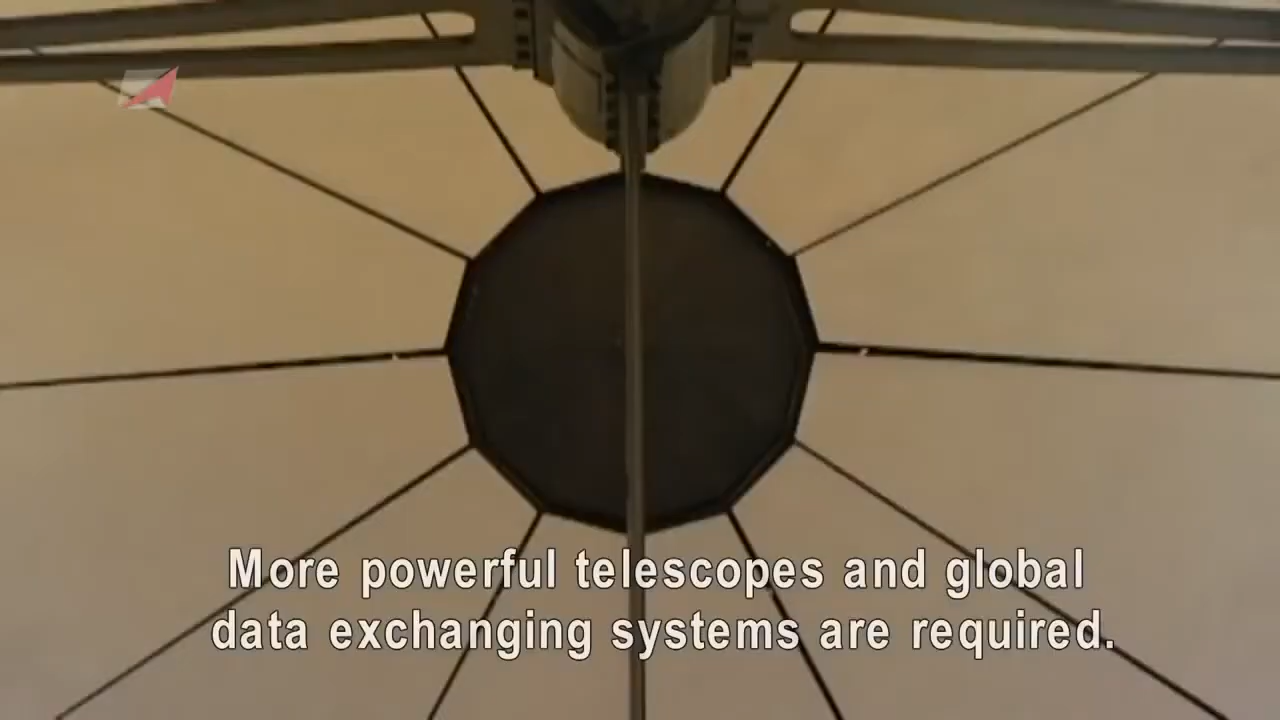 More powerful telescopes and global
data exchanging systems are required.